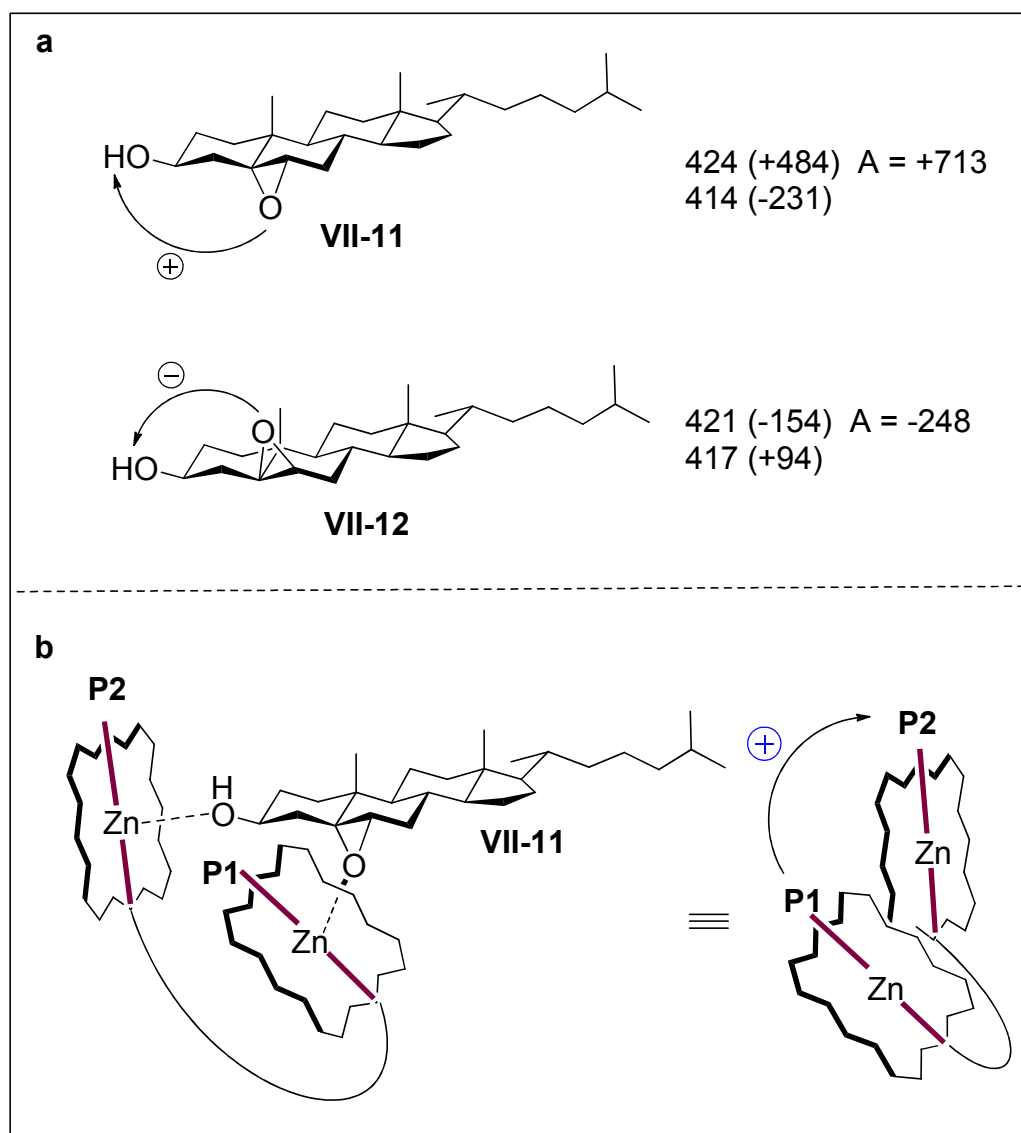 a
HO
O
VII-11
+
424 (+484) A = +713
414 (-231)
−
O
HO
VII-12
421 (-154) A = -248
417 (+94)
b
P2
H
O
Zn
VII-11
P1
O
Zn
+
P2
Zn
P1
Zn